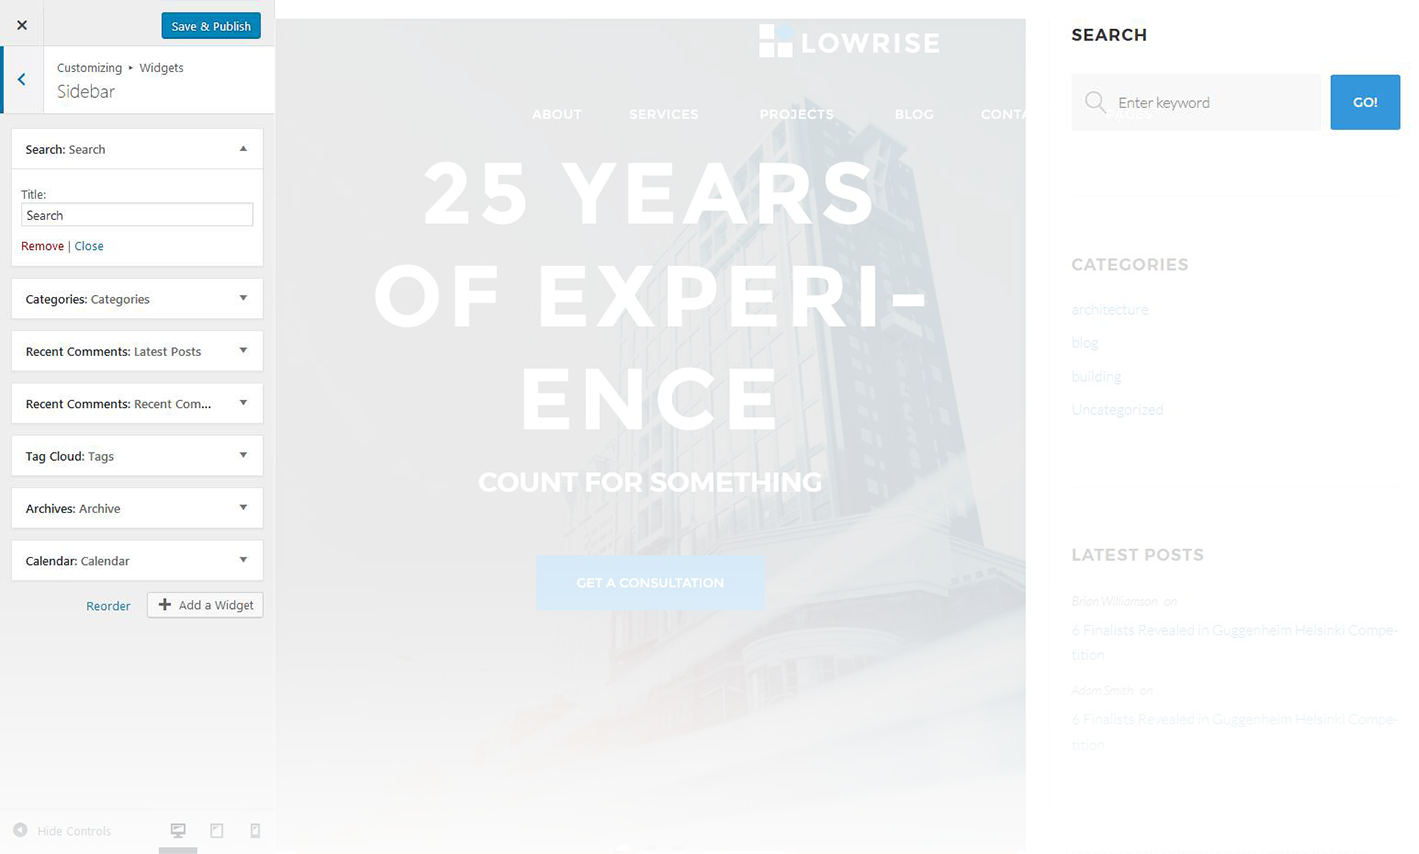 Save & Publish
Customizing ▸ Widgets
Sidebar
Search: Search
Title:
Search
Remove | Close
Categories: Categories
Recent Comments: Latest Posts
Recent Comments: Recent Com...
Tag Cloud: Tags
Archives: Archive
Calendar: Calendar
Reorder
Add a Widget
Hide Controls
LOWRISE
ABOUT SERVICES PROJECTS BLOG
25 YEARS
OF EXPERI-
ENCE
COUNT FOR SOMETHING
GET A CONSULTATION
SEARCH
Enter keyword
GO!
CATEGORIES
architecture
blog
building
Uncategorized
LATEST POSTS
Brian Williamson on
6 Finalists Revealed in Guggenheim Helsinki Compe-
tition
Adam Smith on
6 Finalists Revealed in Guggenheim Helsinki Compe-
tition